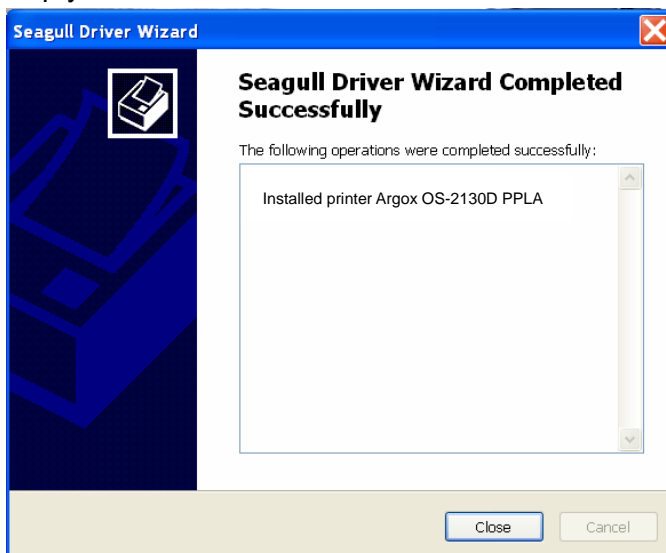 Seagull Driver Wizard
Seagull Driver Wizard Completed
Successfully
The following operations were completed successfully:
Installed printer Argox OS-2130D PPLA
Close
Cancel